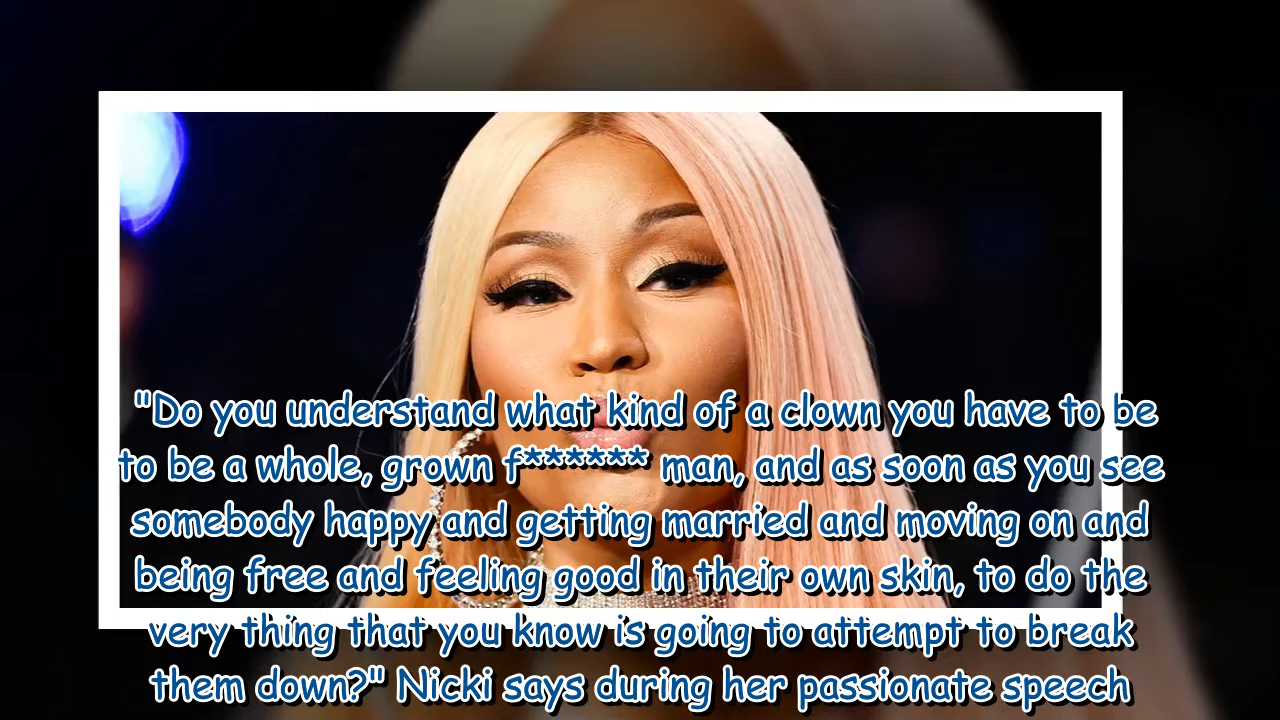 "Do you understand what kind of a clown you have to be
to be a whole, grown f****** man, and as soon as you see
somebody happy and getting married and moving on and
being free and feeling good in their own skin, to do the
very thing that you know is going to attempt to break
them down?" Nicki says during her passionate speech